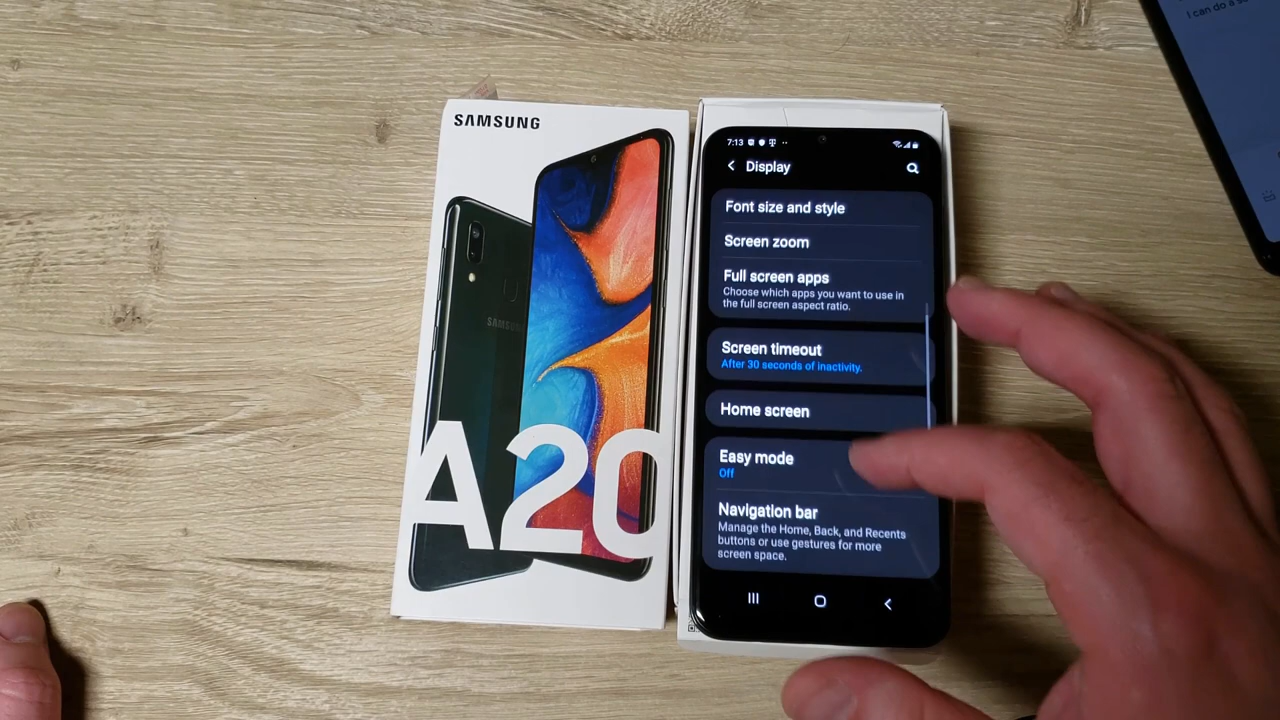 SAMSUNG
SAMSUNG
A20
7:13
Display
Font size and style
Screen zoom
Full screen apps
Choose which apps you want to use in
the full screen aspect ratio.
Screen timeout
After 30 seconds of inactivity.
Home screen
Easy mode
Off
Navigation bar
Manage the Home, Back, and Recents
buttons or use gestures for more
screen space.
I can do a